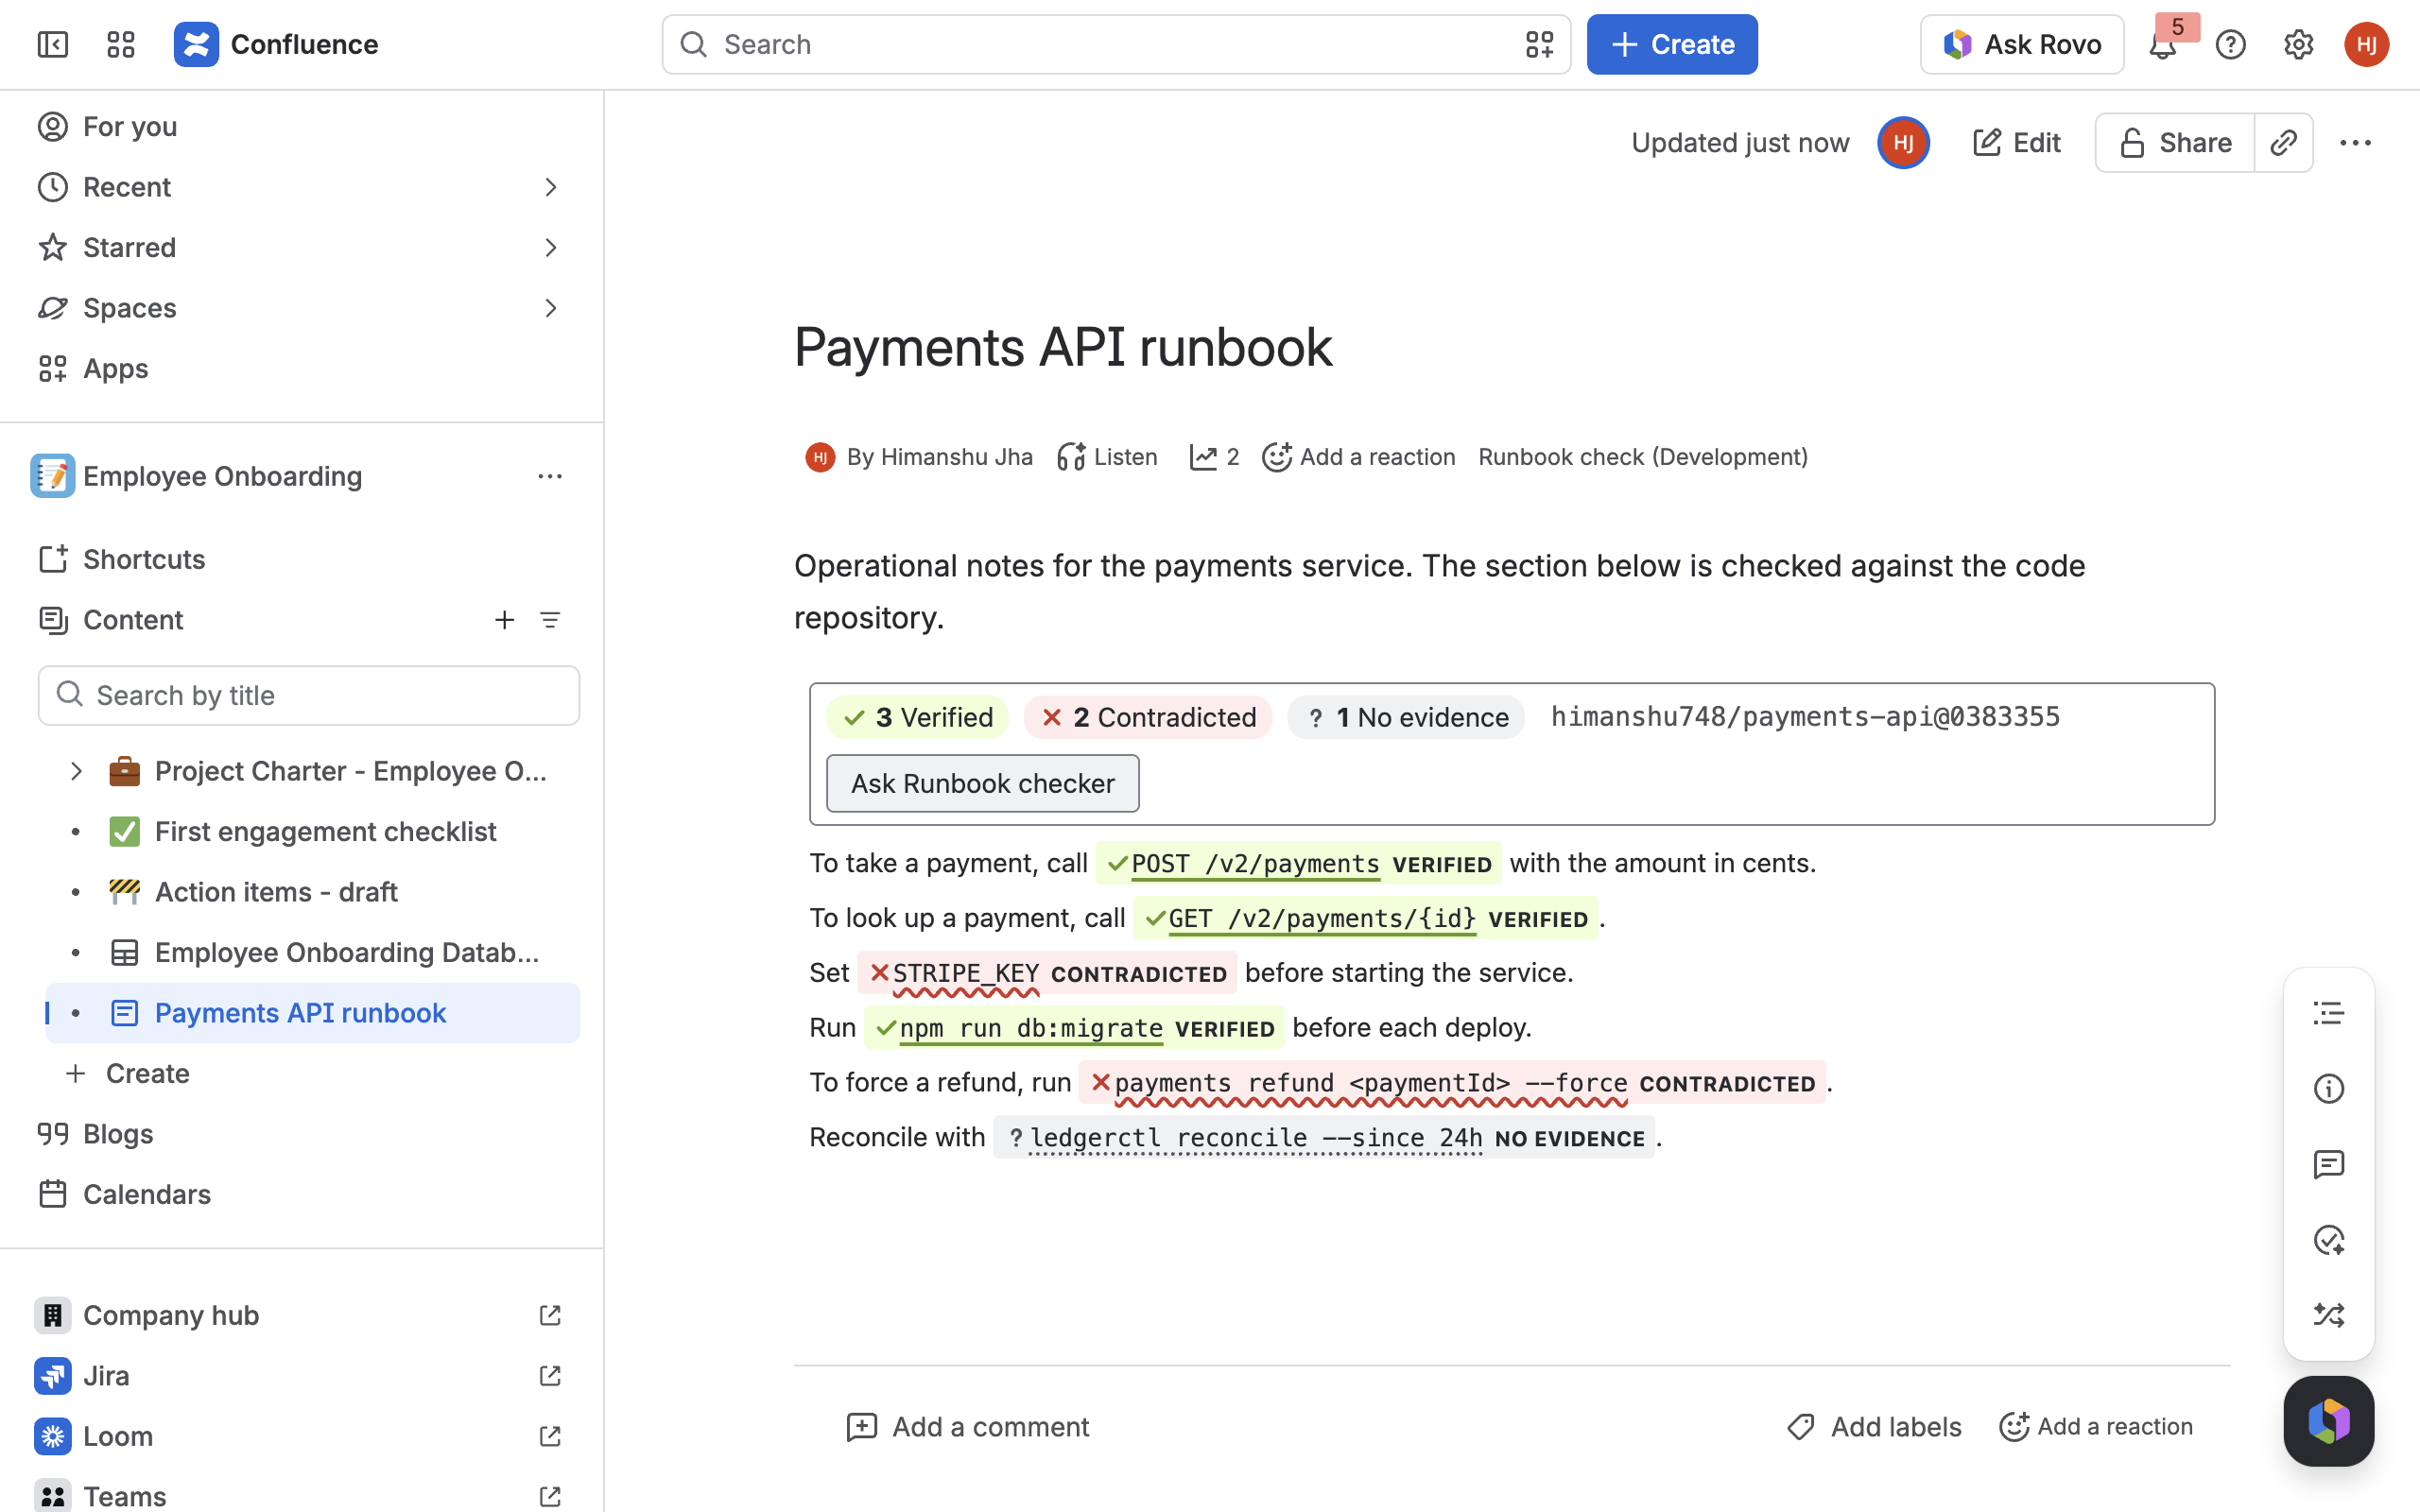 Confluence
Search
Create
Ask Rovo
5
HJ
For you
Recent
Starred
Spaces
Apps
Employee Onboarding
Shortcuts
Content
Search by title
Project Charter - Employee O...
First engagement checklist
Action items - draft
Employee Onboarding Datab...
Payments API runbook
Create
Blogs
Calendars
Company hub
Jira
Loom
Teams
Updated just now
HJ
Edit
Share
Payments API runbook
HJ By Himanshu Jha Listen 2 Add a reaction Runbook check (Development)
Operational notes for the payments service. The section below is checked against the code
repository.
3 Verified 2 Contradicted ? 1 No evidence himanshu748/payments-api@0383355
Ask Runbook checker
To take a payment, call POST /v2/payments VERIFIED with the amount in cents.
To look up a payment, call GET /v2/payments/{id} VERIFIED .
Set STRIPE_KEY CONTRADICTED before starting the service.
Run npm run db:migrate VERIFIED before each deploy.
To force a refund, run payments refund <paymentId> --force CONTRADICTED .
Reconcile with ? ledgerctl reconcile --since 24h NO EVIDENCE .
Add a comment
Add labels
Add a reaction